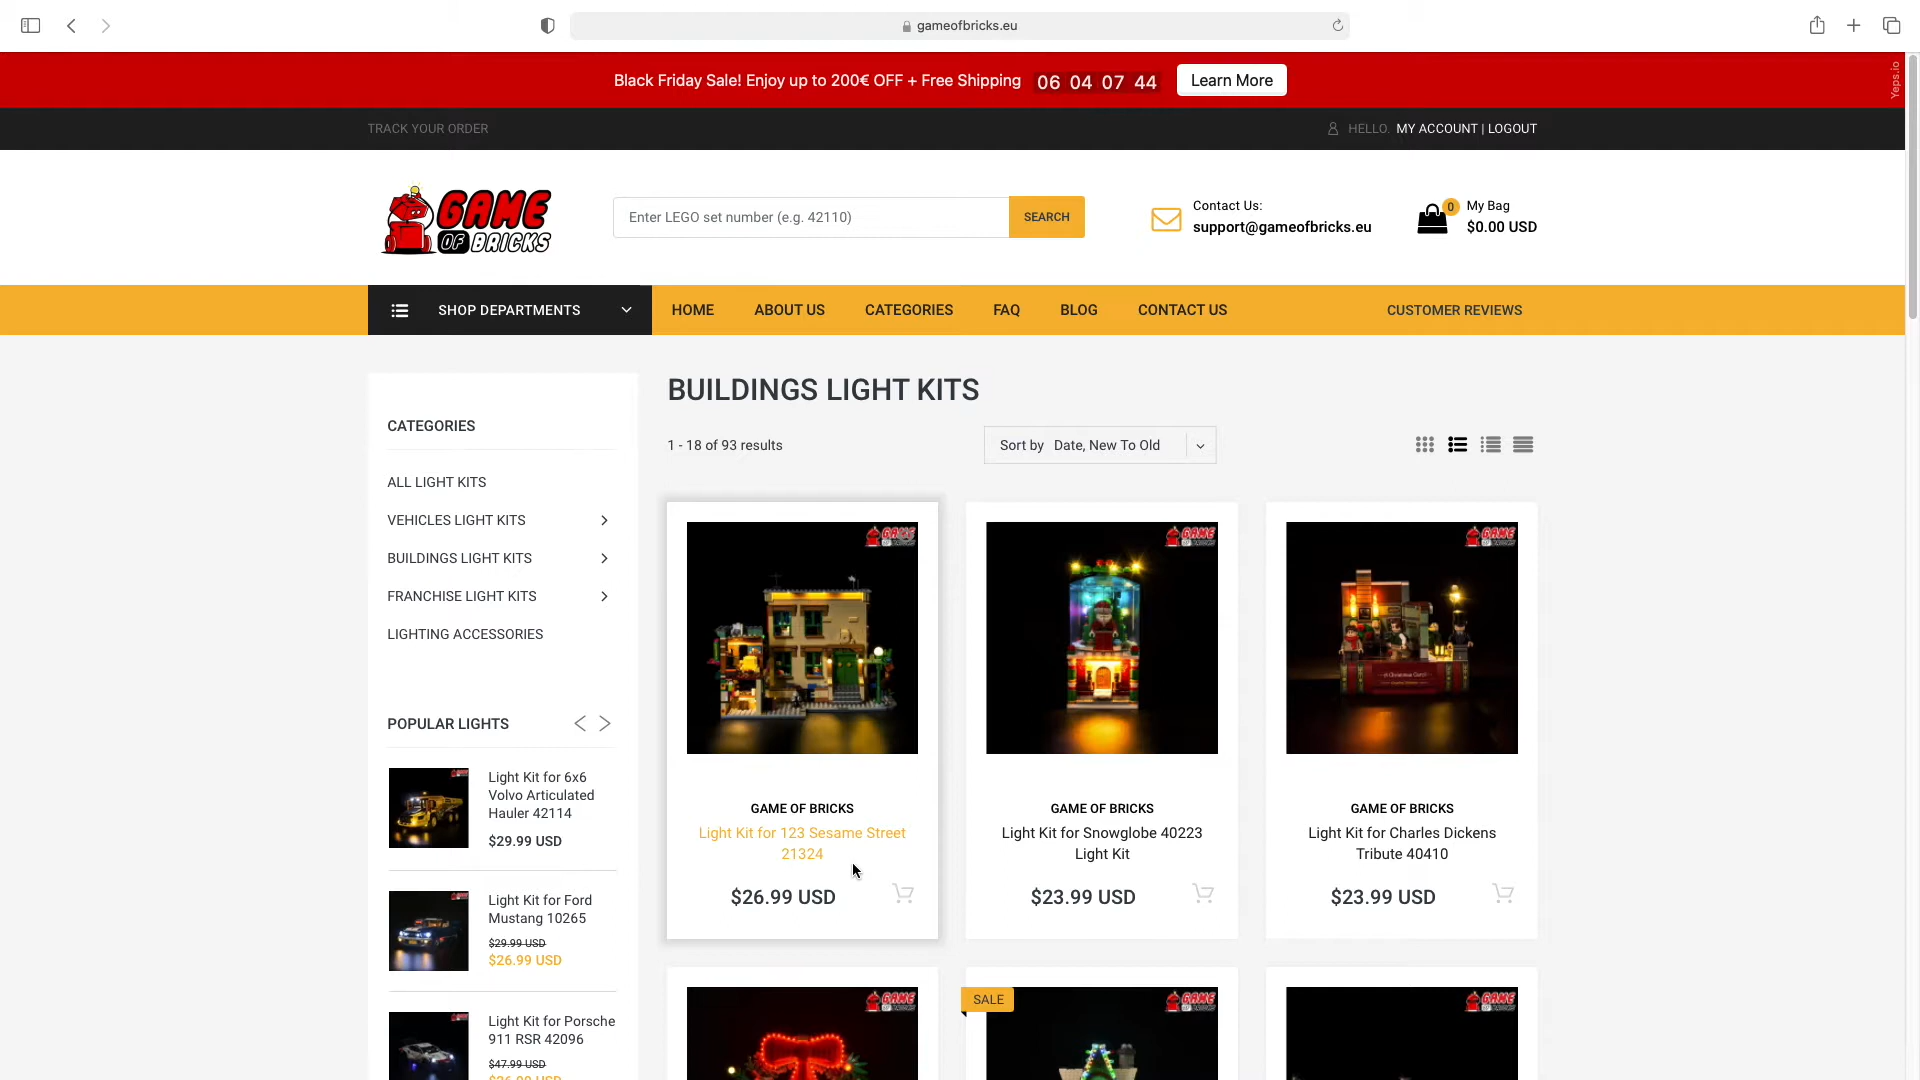 gameofbricks.eu
Black Friday Sale! Enjoy up to 200€ OFF + Free Shipping 06 04 07 44 Learn More
Yeps.io
TRACK YOUR ORDER
HELLO. MY ACCOUNT | LOGOUT
GAME
OF BRICKS
Enter LEGO set number (e.g. 42110)
SEARCH
Contact Us:
support@gameofbricks.eu
0
My Bag
$0.00 USD
SHOP DEPARTMENTS
HOME
ABOUT US
CATEGORIES
FAQ
BLOG
CONTACT US
CUSTOMER REVIEWS
CATEGORIES
ALL LIGHT KITS
VEHICLES LIGHT KITS
BUILDINGS LIGHT KITS
FRANCHISE LIGHT KITS
LIGHTING ACCESSORIES
POPULAR LIGHTS
Light Kit for 6x6
Volvo Articulated
Hauler 42114
$29.99 USD
Light Kit for Ford
Mustang 10265
$29.99 USD
$26.99 USD
Light Kit for Porsche
911 RSR 42096
$47.99 USD
BUILDINGS LIGHT KITS
1 - 18 of 93 results
Sort by Date, New To Old
GAME OF BRICKS
Light Kit for 123 Sesame Street
21324
$26.99 USD
GAME OF BRICKS
Light Kit for Snowglobe 40223
Light Kit
$23.99 USD
GAME OF BRICKS
Light Kit for Charles Dickens
Tribute 40410
$23.99 USD
SALE